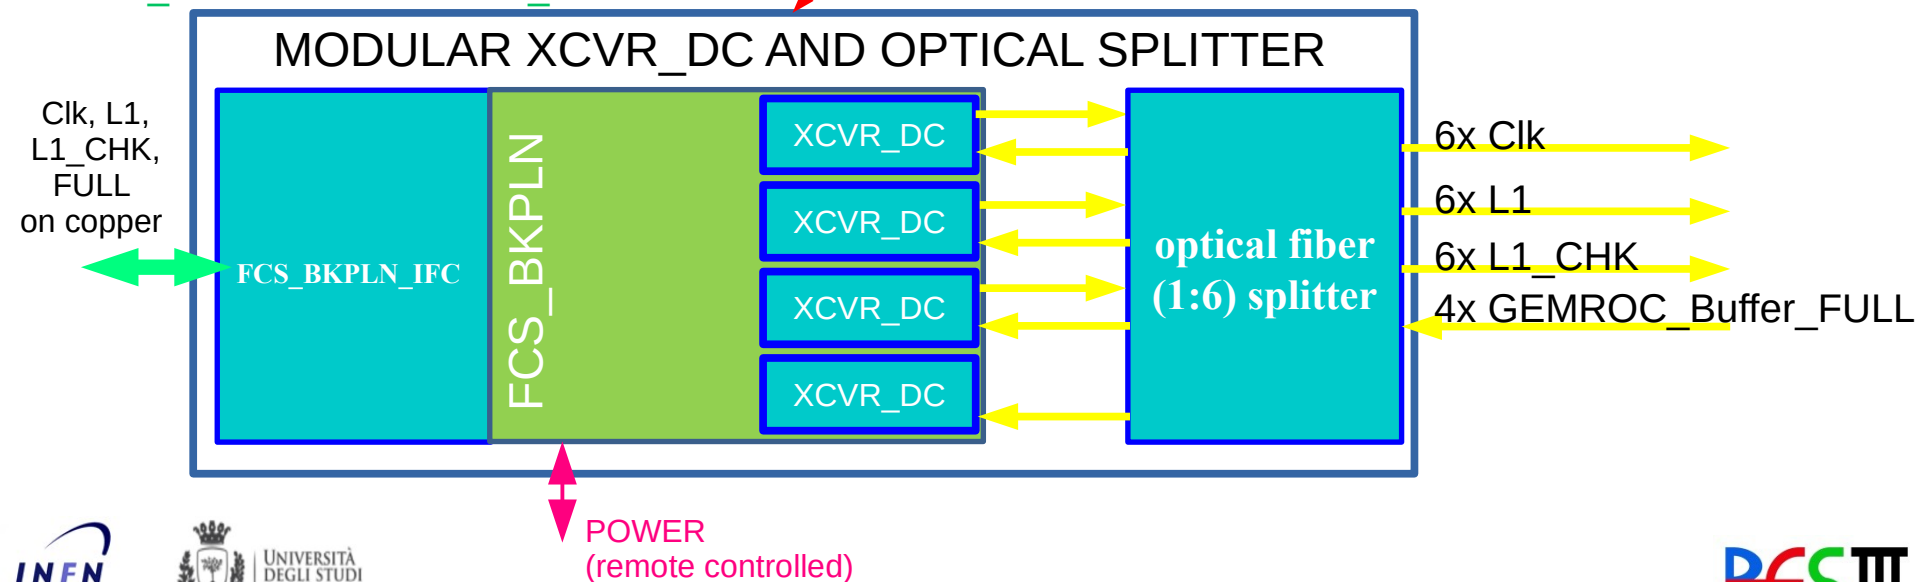 MODULAR XCVR_DC AND OPTICAL SPLITTER
Clk, L1,
L1_CHK,
FULL
on copper
FCS_BKPLN_IFC
FCS_BKPLN
XCVR_DC
XCVR_DC
XCVR_DC
XCVR_DC
optical fiber
(1:6) splitter
6x Clk
6x L1
6x L1_CHK
4x GEMROC_Buffer_FULL
POWER
(remote controlled)
INFN
UNIVERSITÀ
DEGLI STUDI